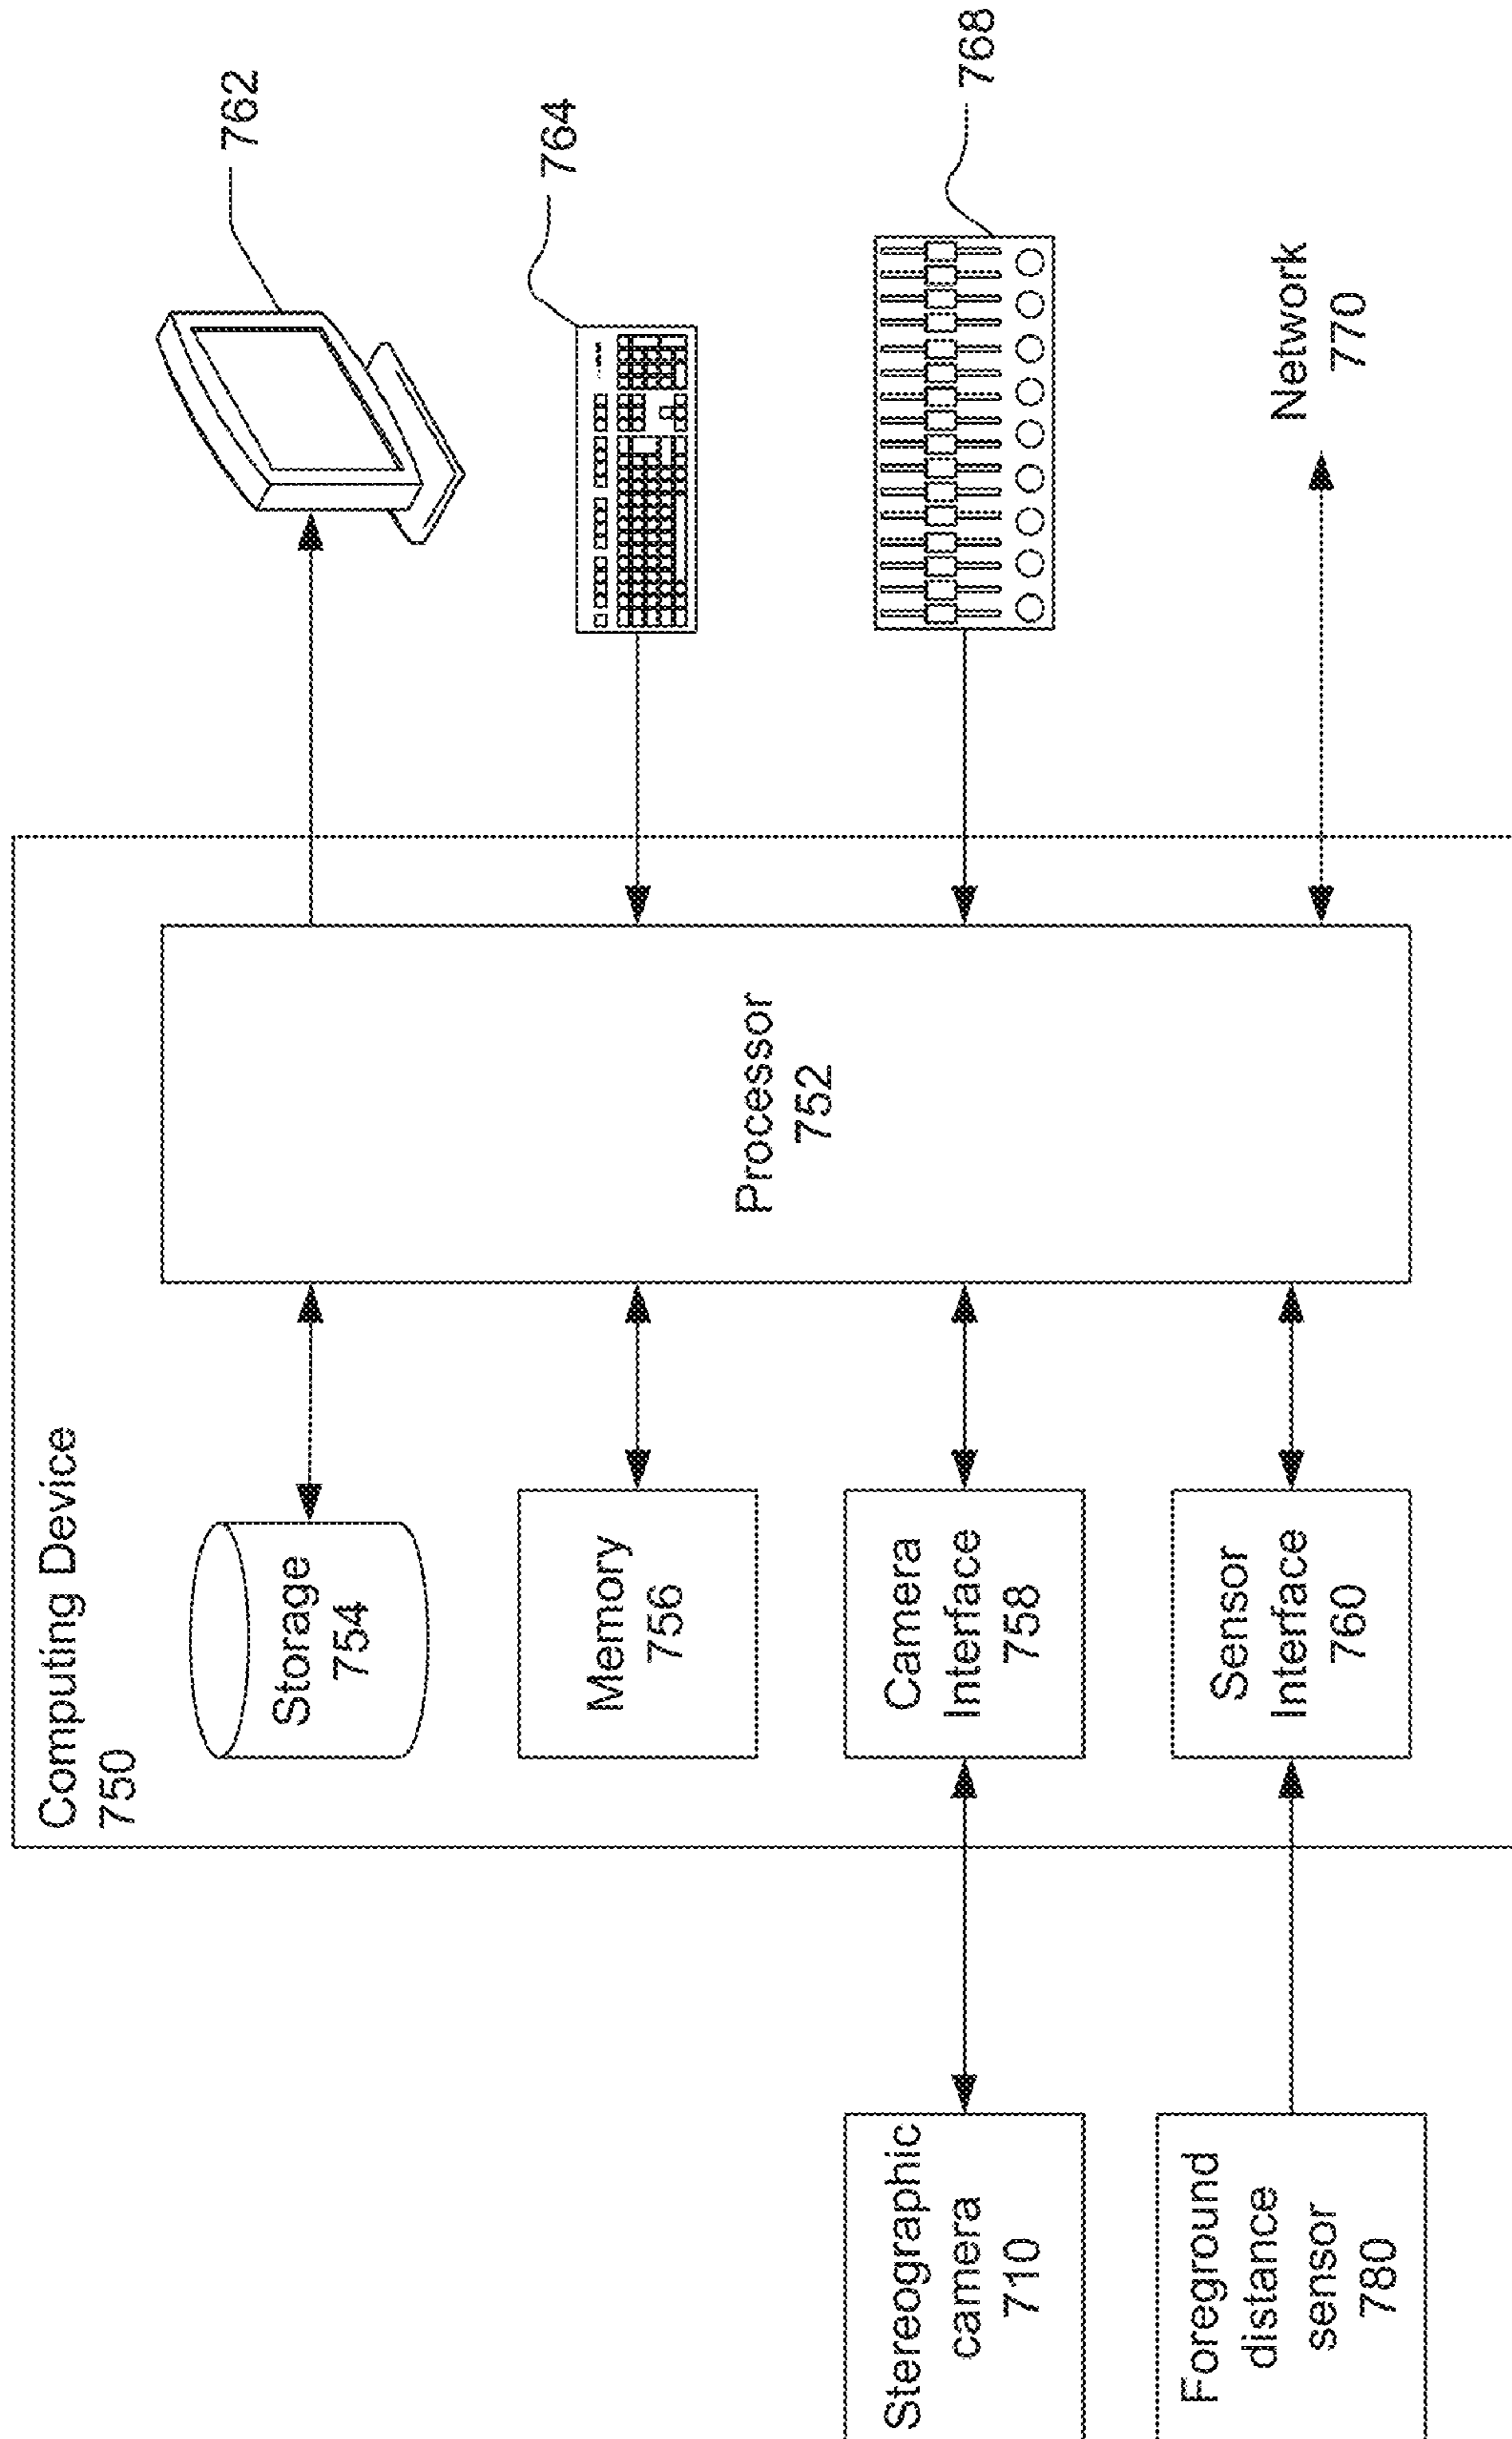 Computing Device
750
Storage
754
Memory
756
Camera
Interface
758
Sensor
Interface
760
Processor
752
Stereographic
camera
710
Foreground
distance
sensor
780
762
764
768
Network
770